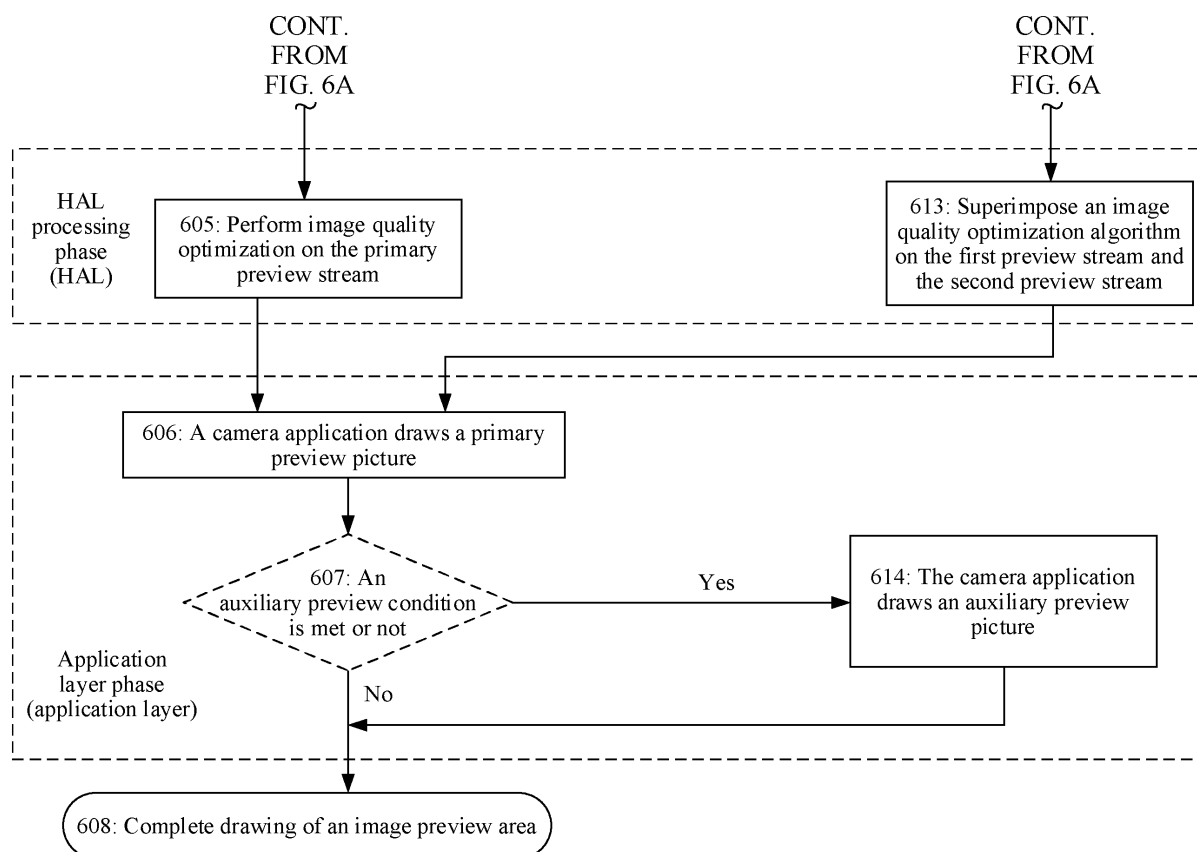 CONT.
FROM
FIG. 6A
CONT.
FROM
FIG. 6A
HAL
processing
phase
(HAL)
605: Perform image quality
optimization on the primary
preview stream
613: Superimpose an image
quality optimization algorithm
on the first preview stream and
the second preview stream
606: A camera application draws a primary
preview picture
607: An
auxiliary preview condition
is met or not
Yes
614: The camera application
draws an auxiliary preview
picture
Application
layer phase
(application layer)
No
608: Complete drawing of an image preview area